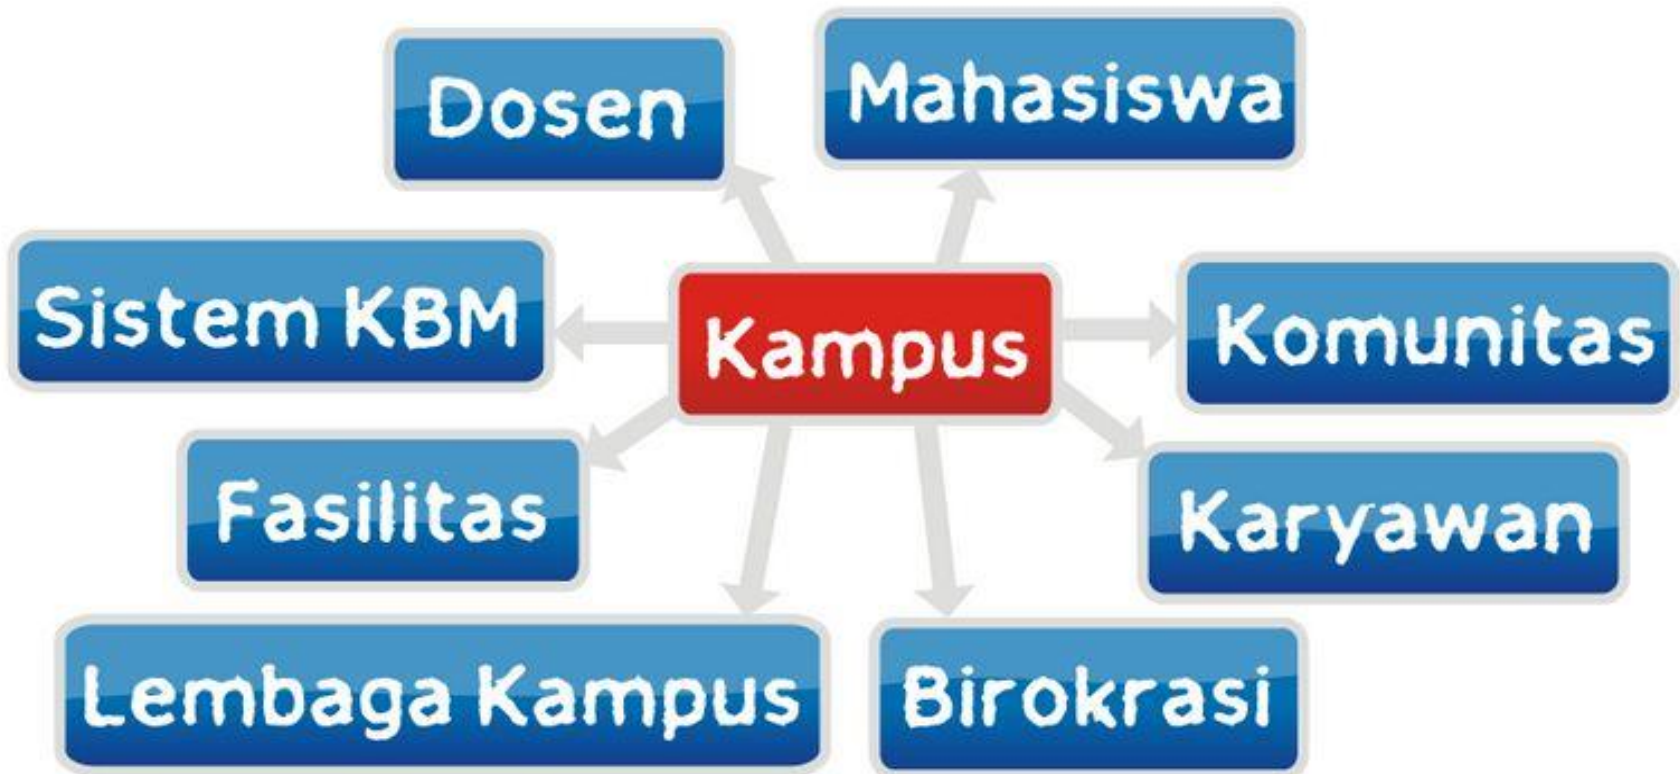 Dosen
Mahasiswa
Sistem KBM
Kampus
Komunitas
Fasilitas
Karyawan
Lembaga Kampus
Birokrasi